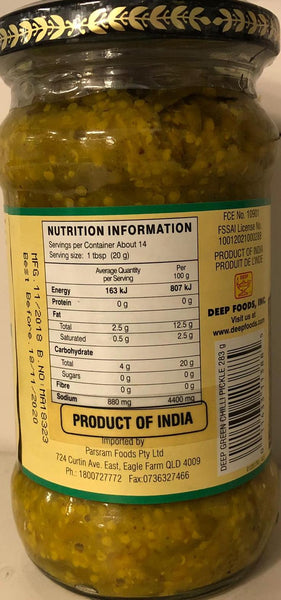 NUTRITION INFORMATION
Servings per Container About 14
Serving size: 1 tbsp (20 g)
Average Quantity per Serving Per 100 g
Energy 163 kJ 807 kJ
Protein 0 g 0 g
Fat
Total 2.5 g 12.5 g
Saturated 0.5 g 2.5 g
Carbohydrate
Total 4 g 20 g
Sugars 0 g 0 g
Fibre 0 g 0 g
Sodium 880 mg 4400 mg
PRODUCT OF INDIA
Imported by
Parsram Foods Pty Ltd
724 Curtin Ave. East, Eagle Farm QLD 4009
Ph.: 1800727772 Fax:0736327466
MFG. 11.2018 B. NO MA18323
Best Before 11/2020
FCE No. 10901
FSSAI License No.
10012021000289
PRODUCT OF INDIA
PRODUIT DE L'INDE
DEEP
DEEP FOODS, INC.
Visit us at
www.deepfoods.com
DEEP GREEN CHILLI PICKLE 283 g